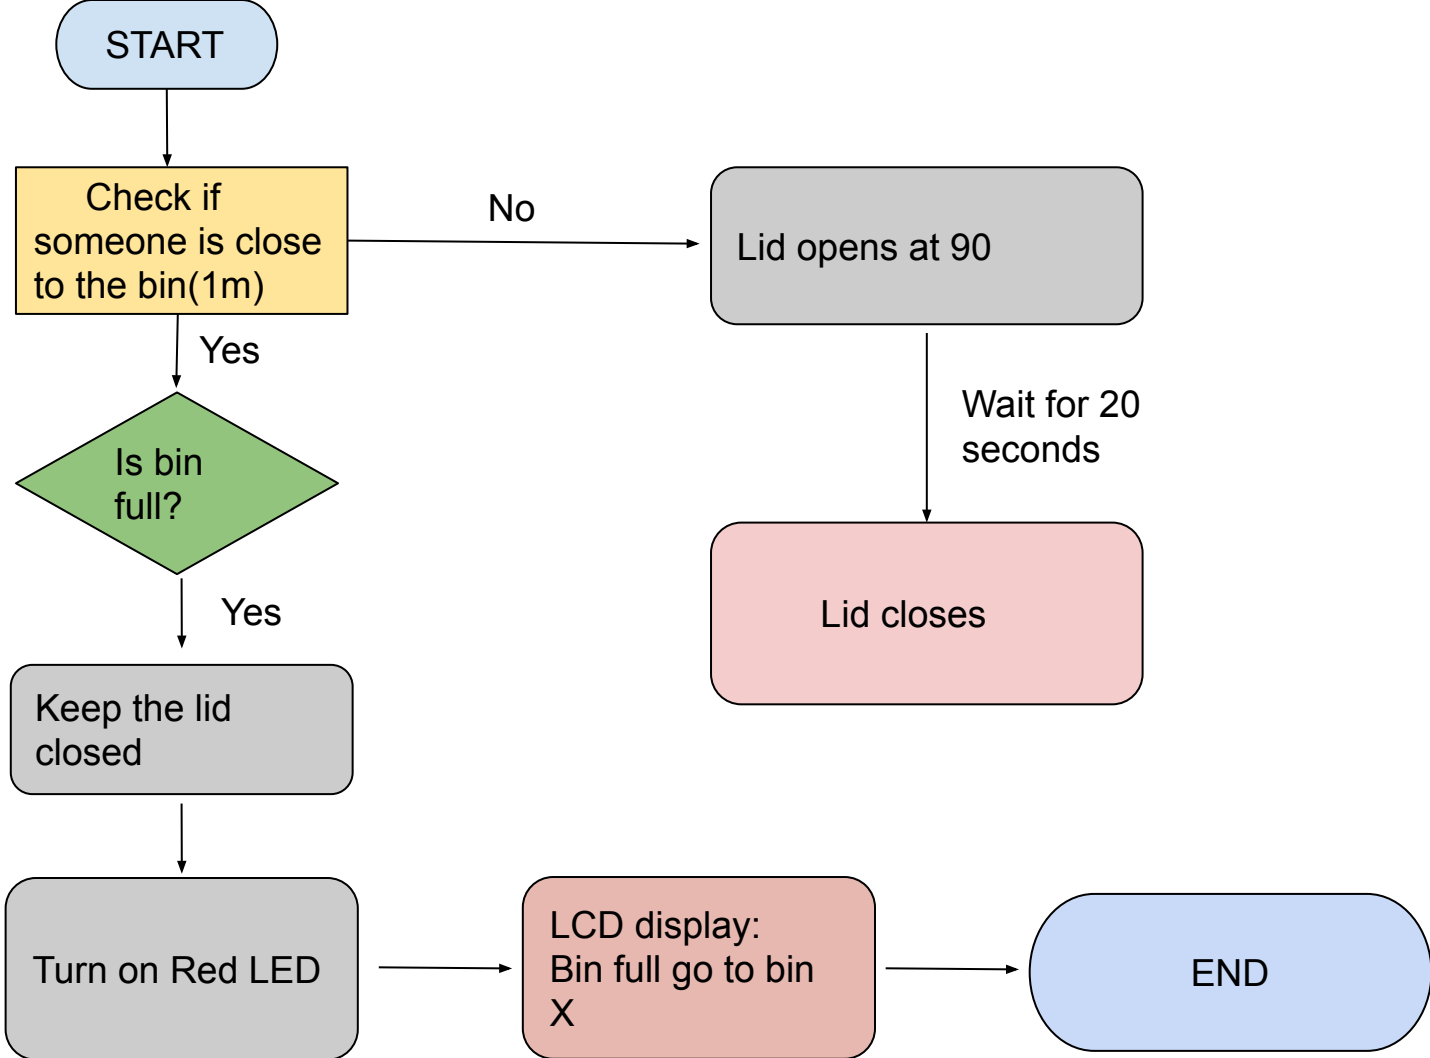 START
Check if
someone is close
to the bin(1m)
No
Lid opens at 90
Yes
Wait for 20
seconds
Is bin
full?
Yes
Lid closes
Keep the lid
closed
Turn on Red LED
LCD display:
Bin full go to bin
X
END